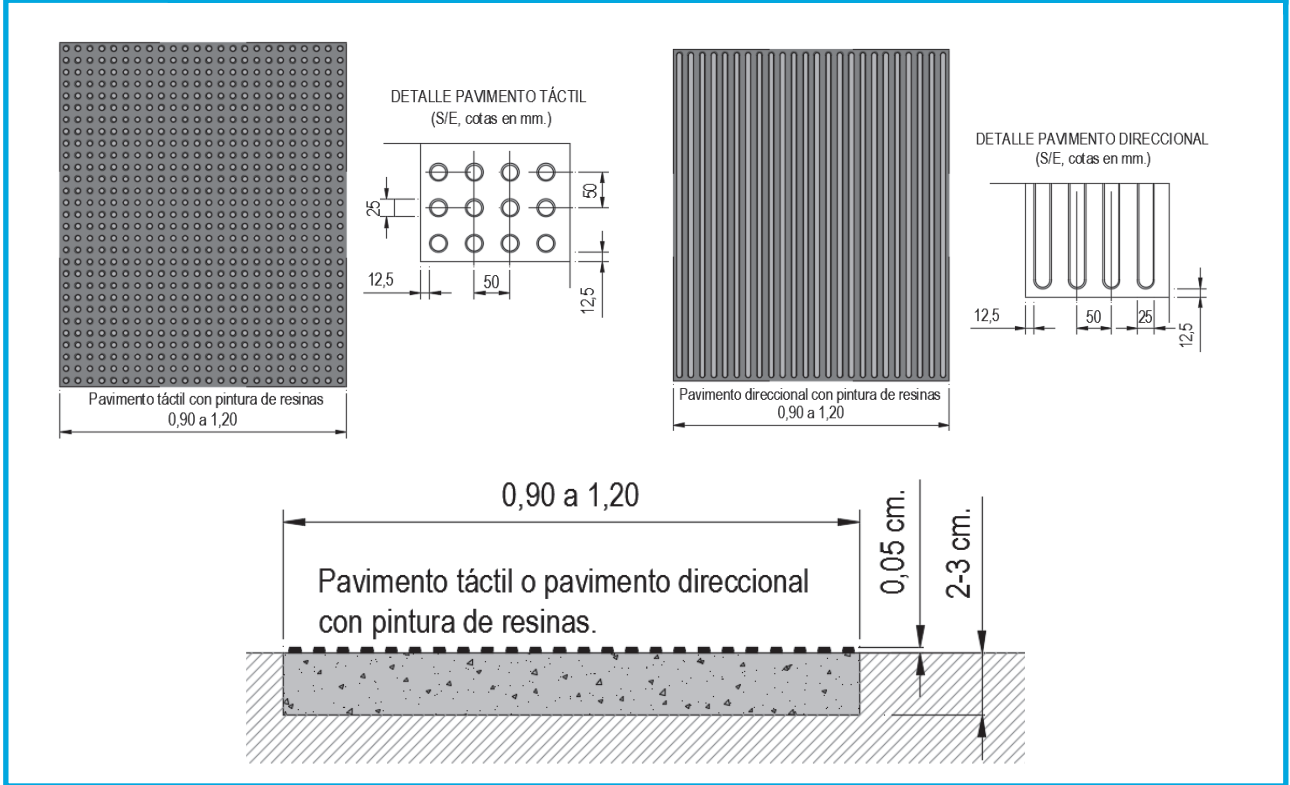 DETALLE PAVIMENTO TÁCTIL
(S/E, cotas en mm.)
25
50
12,5
50
12,5
Pavimento táctil con pintura de resinas
0,90 a 1,20
DETALLE PAVIMENTO DIRECCIONAL
(S/E, cotas en mm.)
12,5
50
25
12,5
Pavimento direccional con pintura de resinas
0,90 a 1,20
0,90 a 1,20
0,05 cm.
2-3 cm.
Pavimento táctil o pavimento direccional
con pintura de resinas.